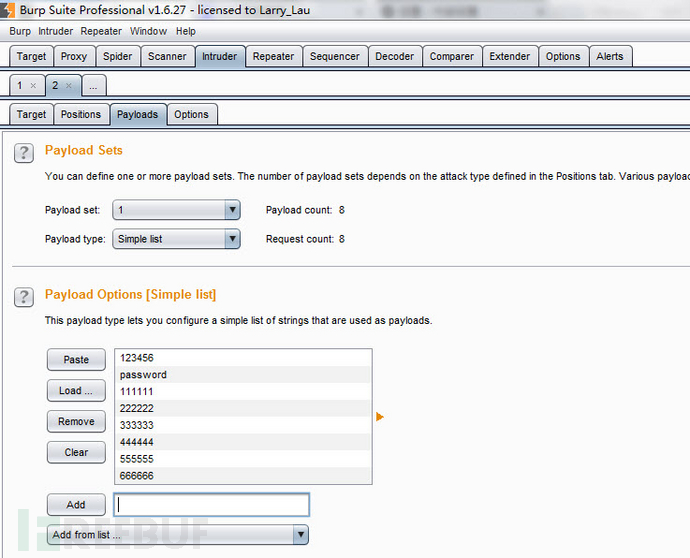 Burp Suite Professional v1.6.27 - licensed to Larry_Lau
Burp Intruder Repeater Window Help
Target Proxy Spider Scanner Intruder Repeater Sequencer Decoder Comparer Extender Options Alerts
1 × 2 × ...
Target Positions Payloads Options
? Payload Sets
You can define one or more payload sets. The number of payload sets depends on the attack type defined in the Positions tab. Various payload
Payload set: 1 Payload count: 8
Payload type: Simple list Request count: 8
? Payload Options [Simple list]
This payload type lets you configure a simple list of strings that are used as payloads.
Paste 123456
password
Load ... 111111
222222
Remove 333333
444444
Clear 555555
666666
Add
Add from list ...
FREEBUF